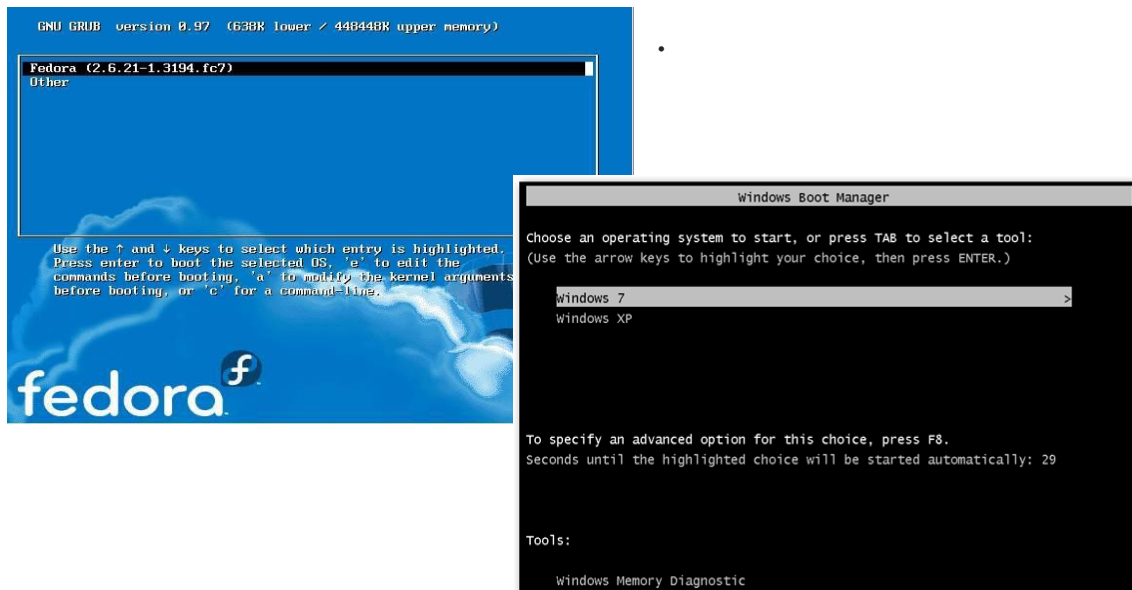 GNU GRUB version 0.97 (638K lower / 448448K upper memory)
Fedora (2.6.21-1.3194.fc7)
Other
Use the ↑ and ↓ keys to select which entry is highlighted.
Press enter to boot the selected OS, 'e' to edit the
commands before booting, 'a' to modify the kernel arguments
before booting, or 'c' for a command-line.
fedora
Windows Boot Manager
Choose an operating system to start, or press TAB to select a tool:
(Use the arrow keys to highlight your choice, then press ENTER.)
Windows 7 >
Windows XP
To specify an advanced option for this choice, press F8.
Seconds until the highlighted choice will be started automatically: 29
Tools:
Windows Memory Diagnostic